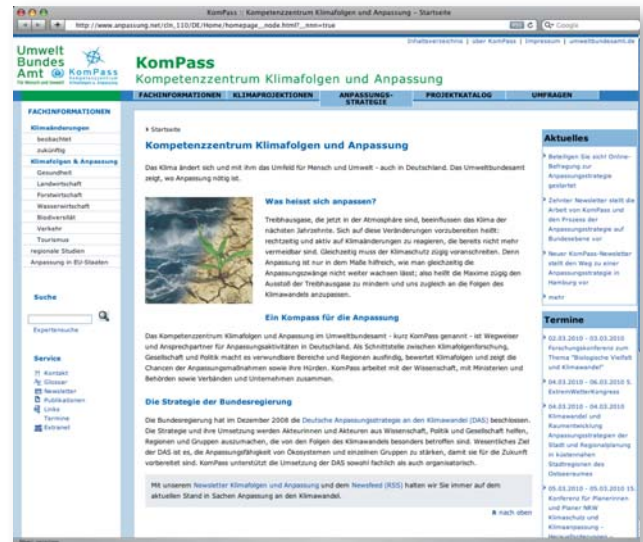 KomPass :: Kompetenzzentrum Klimafolgen und Anpassung - Startseite
http://www.anpassung.net/cln_110/DE/Home/homepage__node.html?__nnn=true
Google
Inhaltsverzeichnis | über KomPass | Impressum | umweltbundesamt.de
Umwelt
Bundes
Amt
KomPass
Für Mensch und Umwelt
KomPass
Kompetenzzentrum Klimafolgen und Anpassung
FACHINFORMATIONEN KLIMAPROJEKTIONEN ANPASSUNGS- PROJEKTKATALOG UMFRAGEN
STRATEGIE
FACHINFORMATIONEN
Klimaänderungen
beobachtet
zukünftig
Klimafolgen & Anpassung
Gesundheit
Landwirtschaft
Forstwirtschaft
Wasserwirtschaft
Biodiversität
Verkehr
Tourismus
regionale Studien
Anpassung in EU-Staaten
Suche
Expertensuche
Service
Kontakt
Glossar
Newsletter
Publikationen
Links
Termine
Extranet
Startseite
Kompetenzzentrum Klimafolgen und Anpassung
Das Klima ändert sich und mit ihm das Umfeld für Mensch und Umwelt - auch in Deutschland. Das Umweltbundesamt
zeigt, wo Anpassung nötig ist.
Was heisst sich anpassen?
Treibhausgase, die jetzt in der Atmosphäre sind, beeinflussen das Klima der
nächsten Jahrzehnte. Sich auf diese Veränderungen vorzubereiten heißt:
rechtzeitig und aktiv auf Klimaänderungen zu reagieren, die bereits nicht mehr
vermeidbar sind. Gleichzeitig muss der Klimaschutz zügig voranschreiten. Denn
Anpassung ist nur in dem Maße hilfreich, wie man gleichzeitig die
Anpassungszwänge nicht weiter wachsen lässt; also heißt die Maxime zügig den
Ausstoß der Treibhausgase zu mindern und uns zugleich an die Folgen des
Klimawandels anzupassen.
Ein Kompass für die Anpassung
Das Kompetenzzentrum Klimafolgen und Anpassung im Umweltbundesamt - kurz KomPass genannt - ist Wegweiser
und Ansprechpartner für Anpassungsaktivitäten in Deutschland. Als Schnittstelle zwischen Klimafolgenforschung,
Gesellschaft und Politik macht es verwundbare Bereiche und Regionen ausfindig, bewertet Klimafolgen und zeigt die
Chancen der Anpassungsmaßnahmen sowie ihre Hürden. KomPass arbeitet mit der Wissenschaft, mit Ministerien und
Behörden sowie Verbänden und Unternehmen zusammen.
Die Strategie der Bundesregierung
Die Bundesregierung hat im Dezember 2008 die Deutsche Anpassungsstrategie an den Klimawandel (DAS) beschlossen.
Die Strategie und ihre Umsetzung werden Akteurinnen und Akteuren aus Wissenschaft, Politik und Gesellschaft helfen,
Regionen und Gruppen auszumachen, die von den Folgen des Klimawandels besonders betroffen sind. Wesentliches Ziel
der DAS ist es, die Anpassungsfähigkeit von Ökosystemen und einzelnen Gruppen zu stärken, damit sie für die Zukunft
vorbereitet sind. KomPass unterstützt die Umsetzung der DAS sowohl fachlich als auch organisatorisch.
Mit unserem Newsletter Klimafolgen und Anpassung und dem Newsfeed (RSS) halten wir Sie immer auf dem
aktuellen Stand in Sachen Anpassung an den Klimawandel.
nach oben
Aktuelles
Beteiligen Sie sich! Online-
Befragung zur
Anpassungsstrategie
gestartet
Zehnter Newsletter stellt die
Arbeit von KomPass und
den Prozess der
Anpassungsstrategie auf
Bundesebene vor
Neuer KomPass-Newsletter
stellt den Weg zu einer
Anpassungsstrategie in
Hamburg vor
mehr
Termine
02.03.2010 - 03.03.2010
Forschungskonferenz zum
Thema "Biologische Vielfalt
und Klimawandel"
04.03.2010 - 06.03.2010 5.
ExtremWetterKongress
04.03.2010 - 04.03.2010
Klimawandel und
Raumentwicklung
Anpassungsstrategien der
Stadt und Regionalplanung
in küstennahen
Stadtregionen des
Ostseeraumes
05.03.2010 - 05.03.2010 15.
Konferenz für Planerinnen
und Planer NRW
Klimaschutz und
Klimaanpassung -
Herausforderungen -